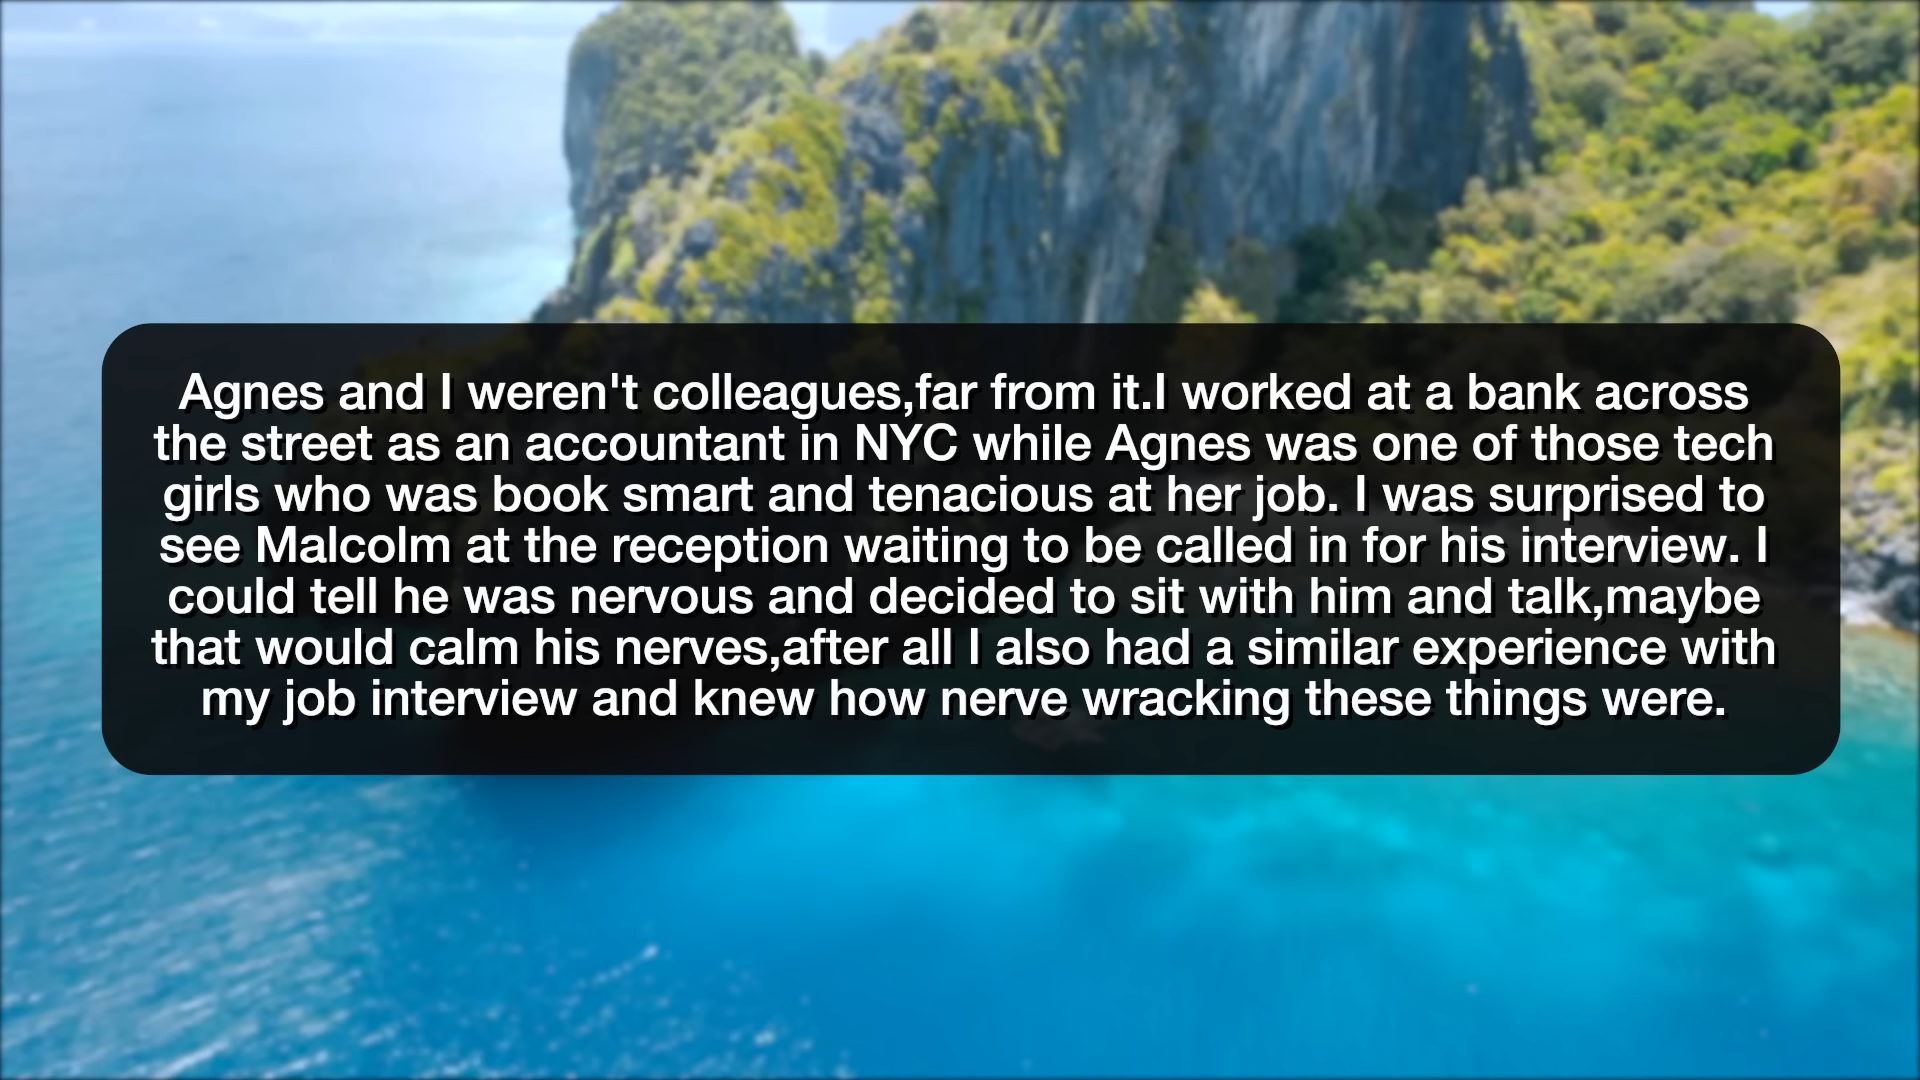 Agnes and I weren't colleagues,far from it.I worked at a bank across
the street as an accountant in NYC while Agnes was one of those tech
girls who was book smart and tenacious at her job. I was surprised to
see Malcolm at the reception waiting to be called in for his interview. I
could tell he was nervous and decided to sit with him and talk,maybe
that would calm his nerves,after all I also had a similar experience with
my job interview and knew how nerve wracking these things were.